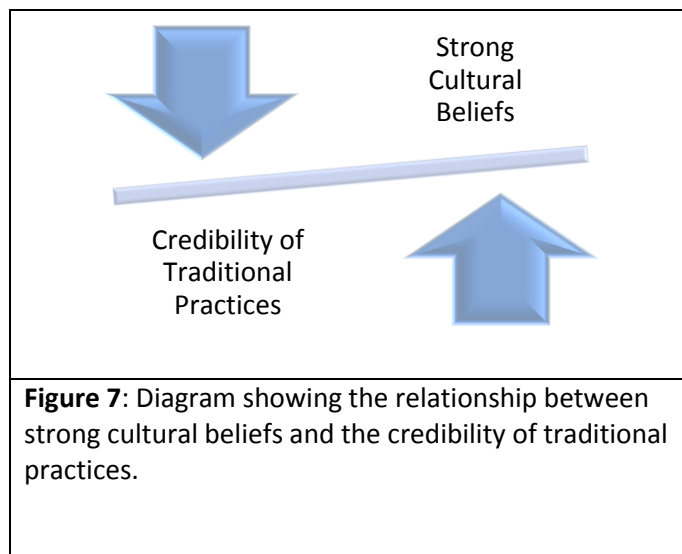 Strong
Cultural
Beliefs
Credibility of
Traditional
Practices
Figure 7: Diagram showing the relationship between
strong cultural beliefs and the credibility of traditional
practices.